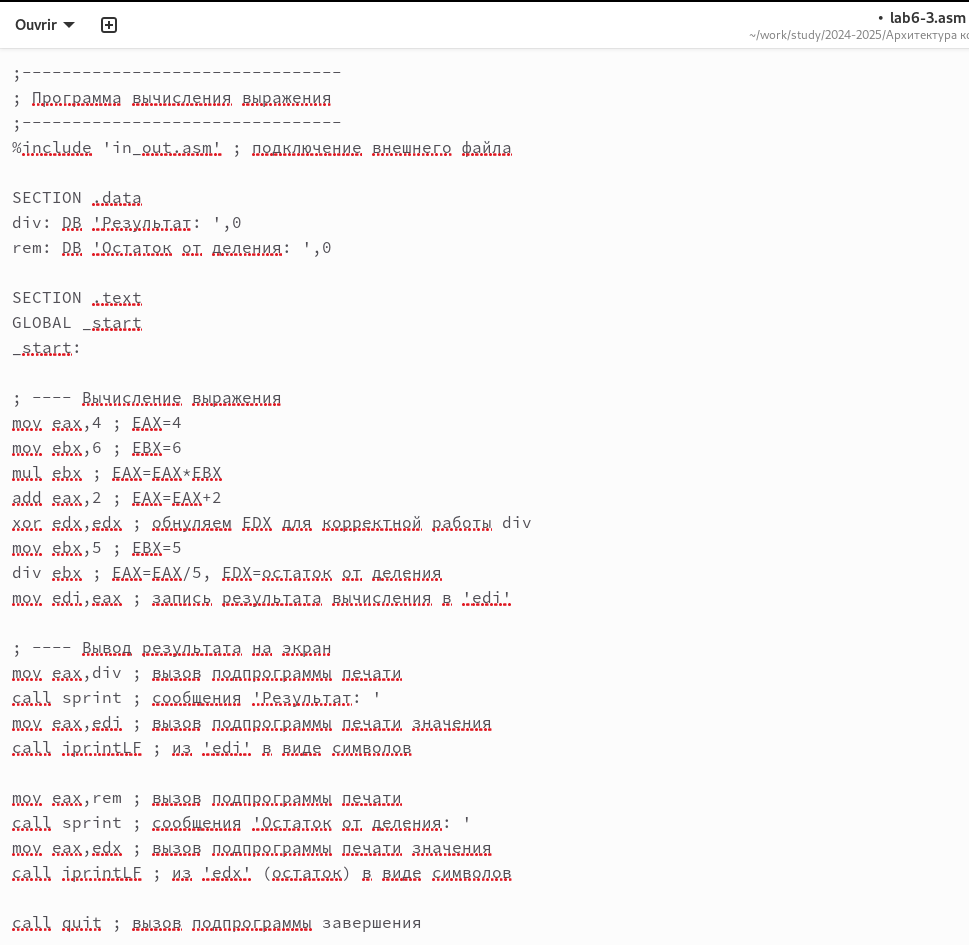 Ouvrir
• lab6-3.asm
~/work/study/2024-2025/Архитектура
;--------------------------------
; Программа вычисления выражения
;--------------------------------
%include 'in_out.asm' ; подключение внешнего файла
SECTION .data
div: DB 'Результат: ',0
rem: DB 'Остаток от деления: ',0
SECTION .text
GLOBAL _start
_start:
; ---- Вычисление выражения
mov eax,4 ; EAX=4
mov ebx,6 ; EBX=6
mul ebx ; EAX=EAX*EBX
add eax,2 ; EAX=EAX+2
xor edx,edx ; обнуляем EDX для корректной работы div
mov ebx,5 ; EBX=5
div ebx ; EAX=EAX/5, EDX=остаток от деления
mov edi,eax ; запись результата вычисления в 'edi'
; ---- Вывод результата на экран
mov eax,div ; вызов подпрограммы печати
call sprint ; сообщения 'Результат: '
mov eax,edi ; вызов подпрограммы печати значения
call iprintLF ; из 'edi' в виде символов
mov eax,rem ; вызов подпрограммы печати
call sprint ; сообщения 'Остаток от деления: '
mov eax,edx ; вызов подпрограммы печати значения
call iprintLF ; из 'edx' (остаток) в виде символов
call quit ; вызов подпрограммы завершения